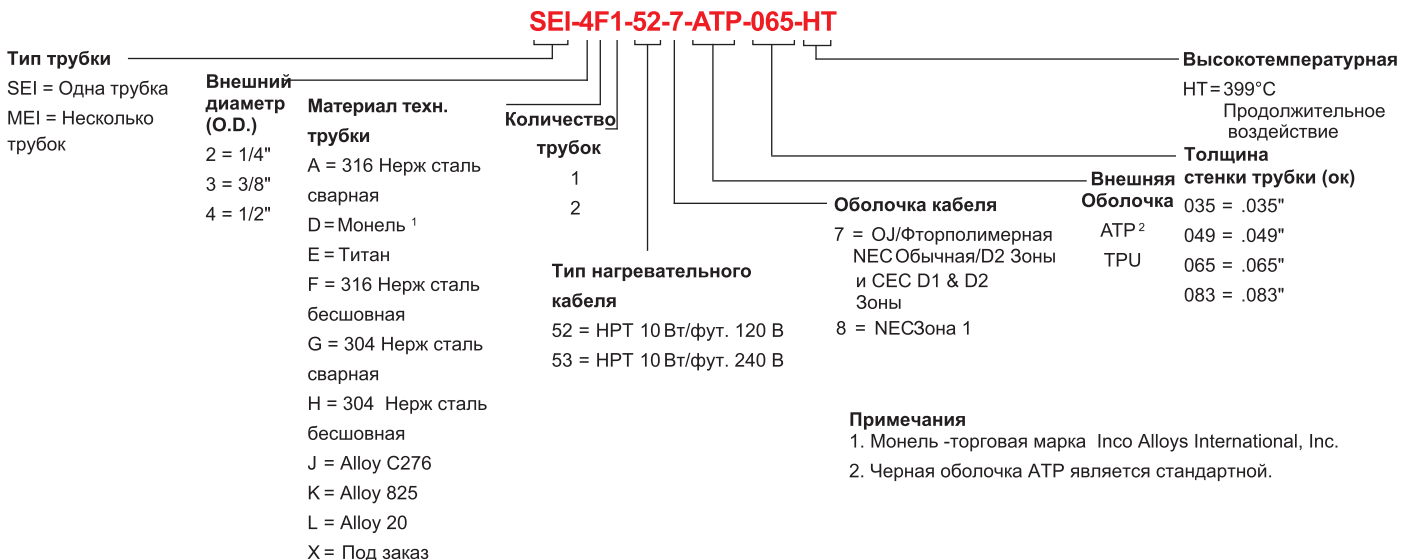 SEI-4F1-52-7-ATP-065-HT
Тип трубки
SEI = Одна трубка
MEI = Несколько
трубок
Внешний
диаметр
(O.D.)
2 = 1/4"
3 = 3/8"
4 = 1/2"
Материал техн.
трубки
A = 316 Нерж сталь
сварная
D = Монель 1
E = Титан
F = 316 Нерж сталь
бесшовная
G = 304 Нерж сталь
сварная
H = 304 Нерж сталь
бесшовная
J = Alloy C276
K = Alloy 825
L = Alloy 20
X = Под заказ
Количество
трубок
1
2
Тип нагревательного
кабеля
52 = HPT 10 Вт/фут. 120 В
53 = HPT 10 Вт/фут. 240 В
Оболочка кабеля
7 = OJ/Фторполимерная
NEC Обычная/D2 Зоны
и CEC D1 & D2
Зоны
8 = NEC Зона 1
Внешняя
Оболочка
ATP 2
TPU
Толщина
стенки трубки (ок)
035 = .035"
049 = .049"
065 = .065"
083 = .083"
Высокотемпературная
HT = 399°C
Продолжительное
воздействие
Примечания
1. Монель -торговая марка Inco Alloys International, Inc.
2. Черная оболочка ATP является стандартной.